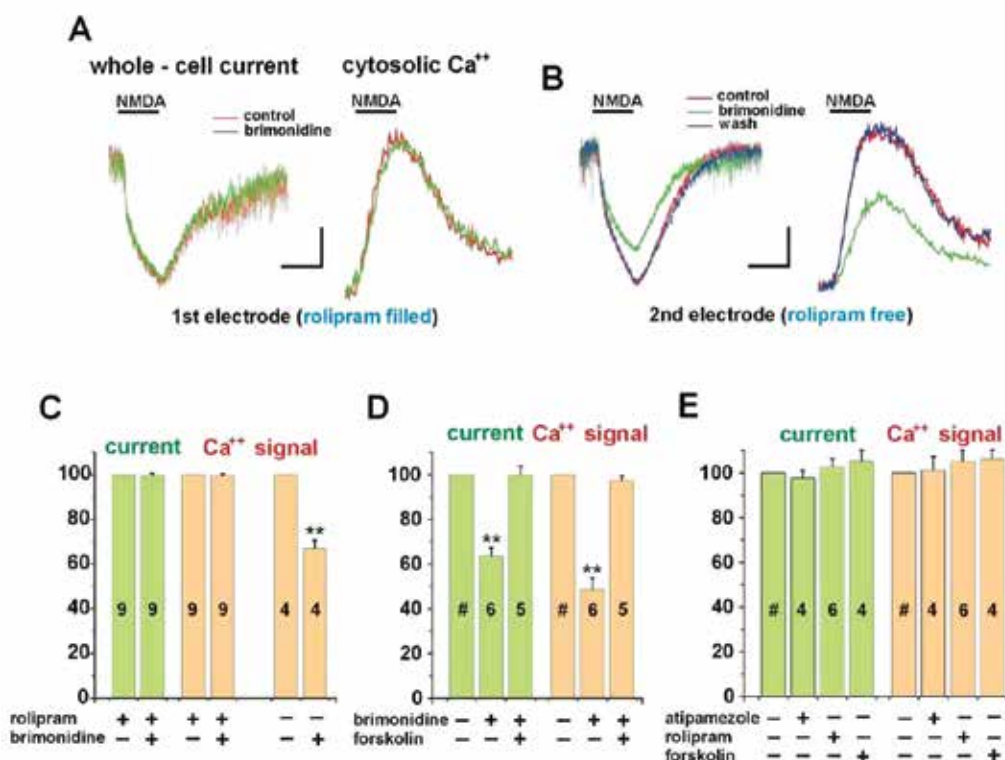 A
whole - cell current
cytosolic Ca++
NMDA
control
brimonidine
NMDA
1st electrode (rolipram filled)
B
NMDA
control
brimonidine
wash
NMDA
2nd electrode (rolipram free)
C
current Ca++ signal
100
80
60
40
20
0
**
9 9 9 9 4 4
rolipram + + + + − −
brimonidine − + − + − +
D
current Ca++ signal
100
80
60
40
20
0
** **
# 6 5 # 6 5
brimonidine − + + − + +
forskolin − − + − − +
E
current Ca++ signal
100
80
60
40
20
0
# 4 6 4 # 4 6 4
atipamezole − + − − − + − −
rolipram − − + − − − + −
forskolin − − − + − − − +